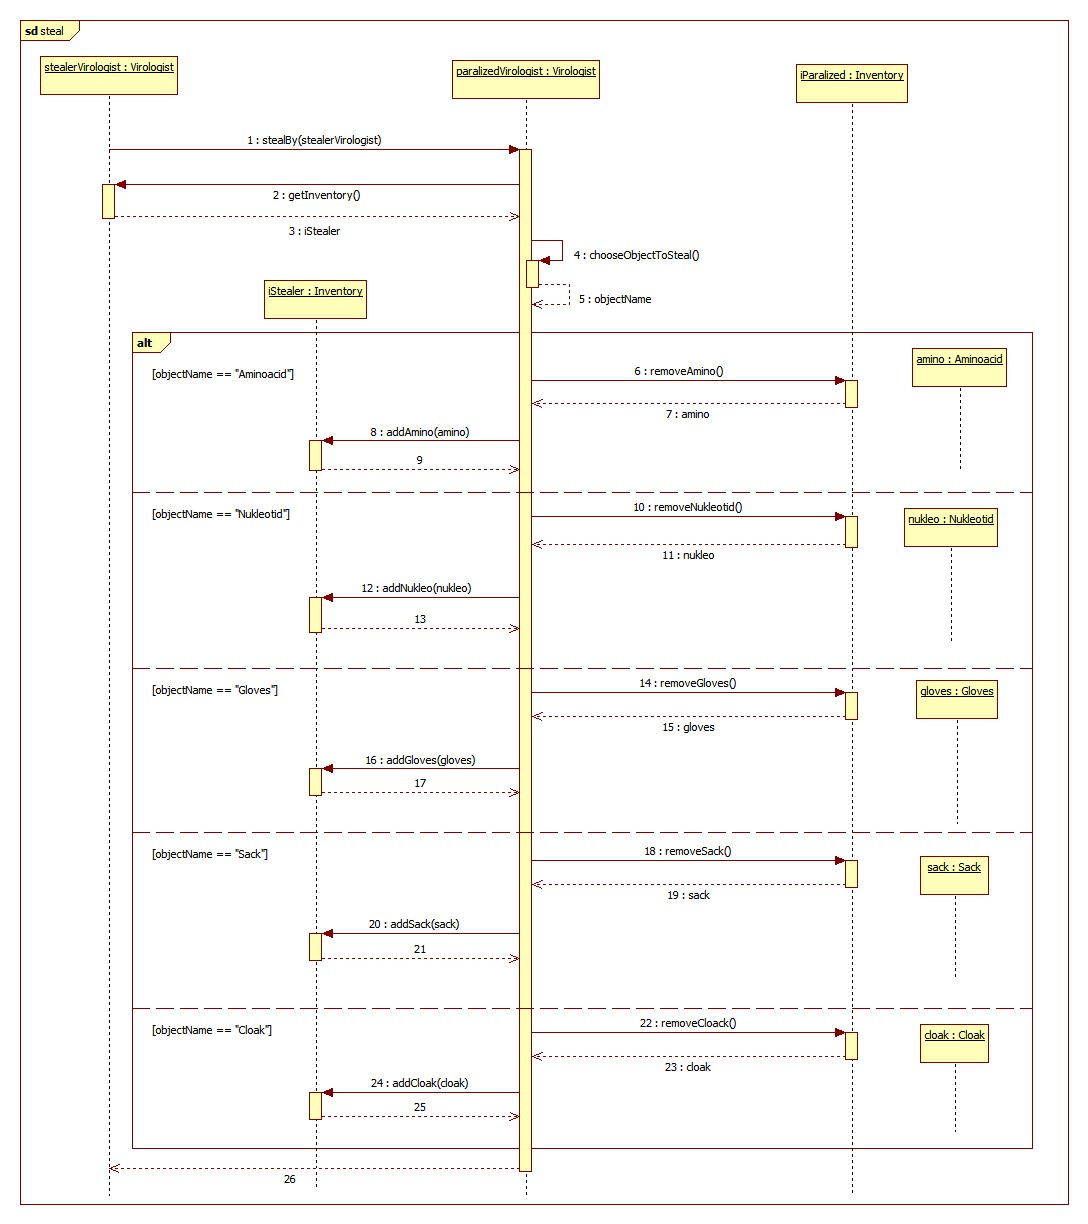 sd steal
stealerVirologist : Virologist
paralizedVirologist : Virologist
iParalized : Inventory
1 : stealBy(stealerVirologist)
2 : getInventory()
3 : iStealer
4 : chooseObjectToSteal()
iStealer : Inventory
5 : objectName
alt
[objectName == "Aminoacid"]
6 : removeAmino()
amino : Aminoacid
7 : amino
8 : addAmino(amino)
9
[objectName == "Nukleotid"]
10 : removeNukleotid()
nukleo : Nukleotid
11 : nukleo
12 : addNukleo(nukleo)
13
[objectName == "Gloves"]
14 : removeGloves()
gloves : Gloves
15 : gloves
16 : addGloves(gloves)
17
[objectName == "Sack"]
18 : removeSack()
sack : Sack
19 : sack
20 : addSack(sack)
21
[objectName == "Cloak"]
22 : removeCloack()
cloak : Cloak
23 : cloak
24 : addCloak(cloak)
25
26